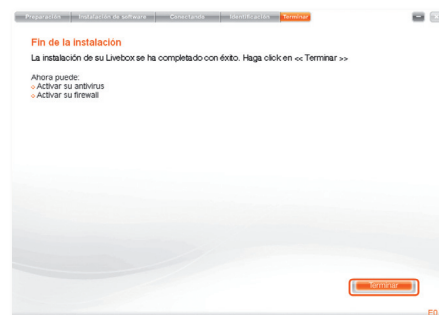 Preparación Instalación de software Conectando Identificación Terminar
Fin de la instalación
La instalación de su Livebox se ha completado con éxito. Haga click en << Terminar >>
Ahora puede:
Activar su antivirus
Activar su firewall
Terminar
E0